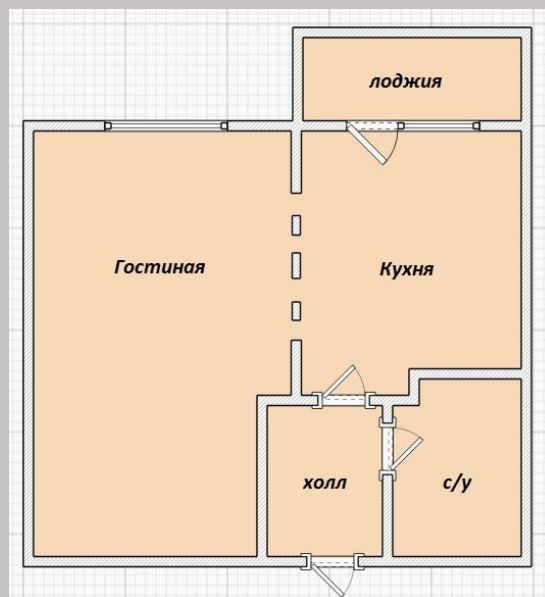 лоджия
Гостиная
Кухня
холл
с/у